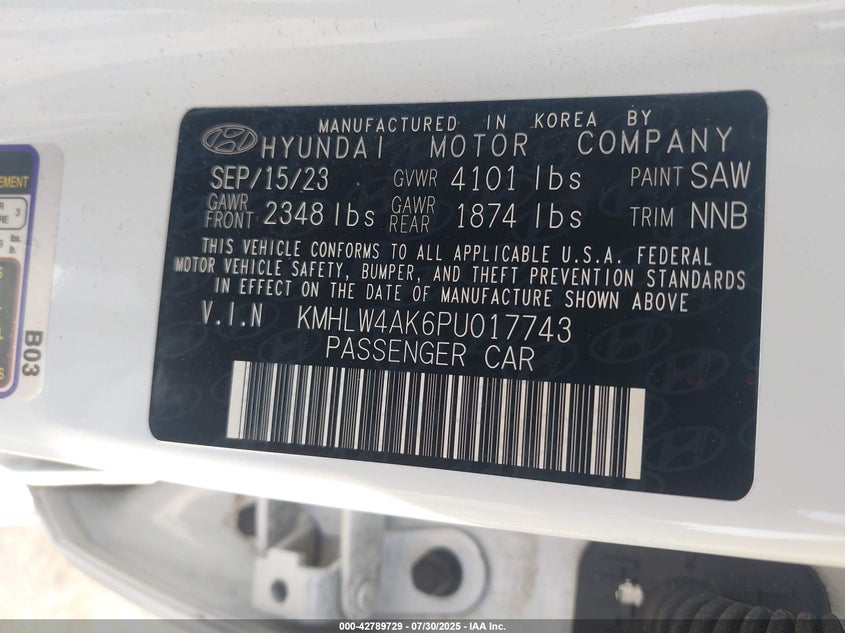 MANUFACTURED IN KOREA BY
HYUNDAI MOTOR COMPANY
SEP/15/23 GVWR 4101 lbs PAINT SAW
GAWR FRONT 2348 lbs GAWR REAR 1874 lbs TRIM NNB
THIS VEHICLE CONFORMS TO ALL APPLICABLE U.S.A. FEDERAL
MOTOR VEHICLE SAFETY, BUMPER, AND THEFT PREVENTION STANDARDS
IN EFFECT ON THE DATE OF MANUFACTURE SHOWN ABOVE
V.I.N KMHLW4AK6PU017743
PASSENGER CAR
3
B03
000-42789729 - 07/30/2025 - IAA Inc.